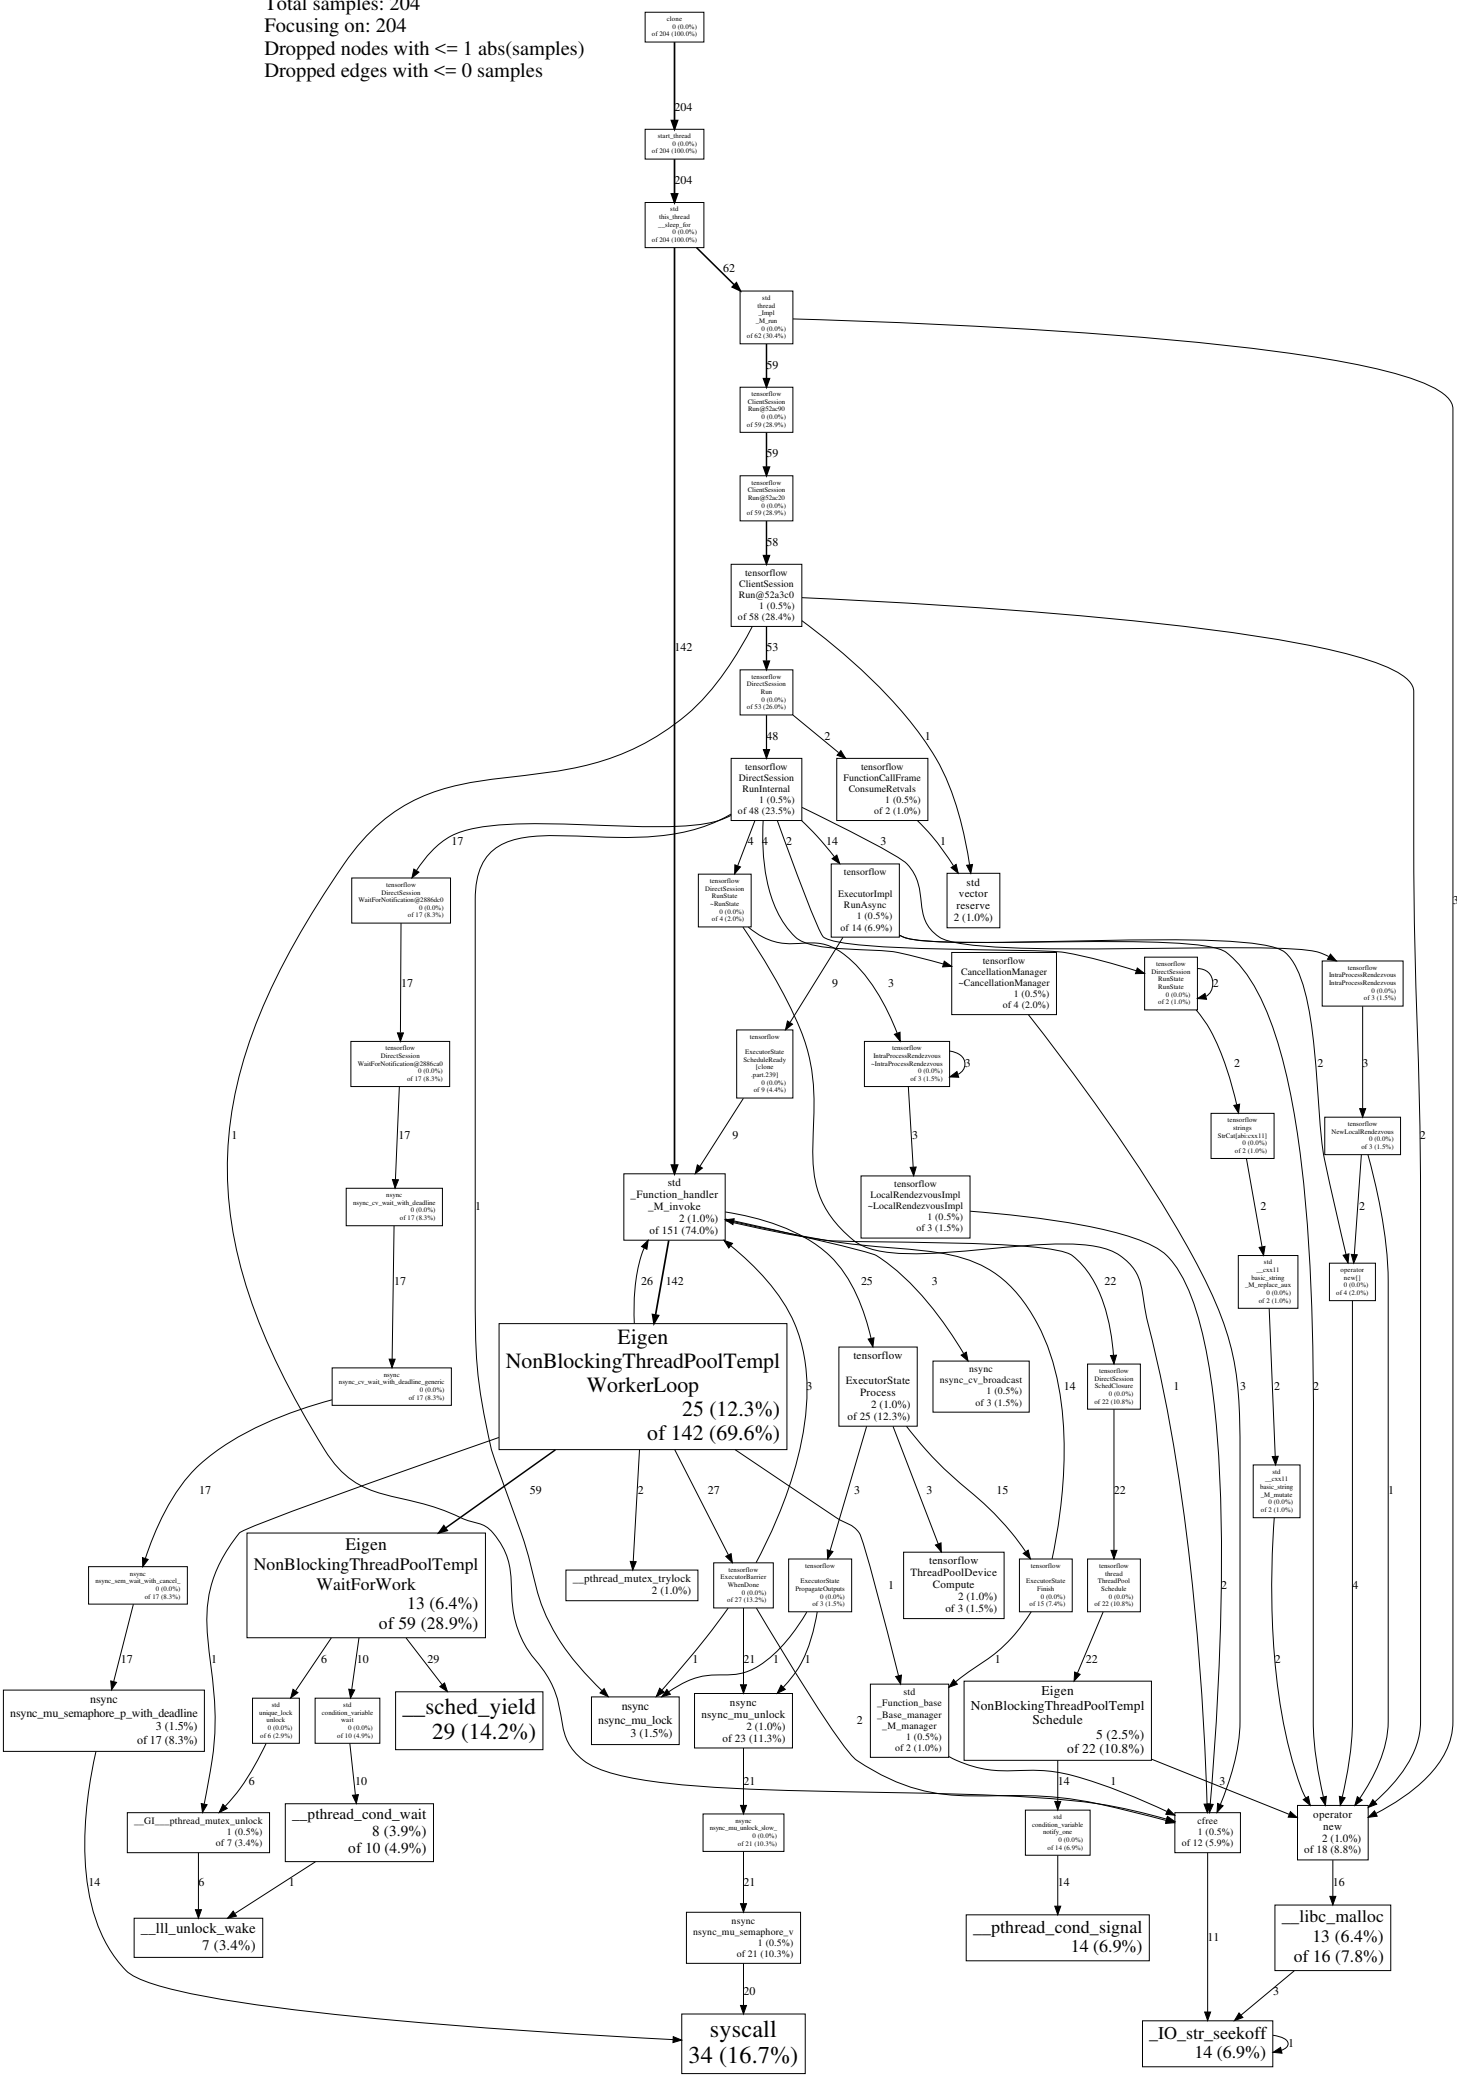 Total samples: 204
Focusing on: 204
Dropped nodes with <= 1 abs(samples)
Dropped edges with <= 0 samples
clone
0 (0.0%)
of 204 (100.0%)
204
start_thread
0 (0.0%)
of 204 (100.0%)
204
std
this_thread
__sleep_for
0 (0.0%)
of 204 (100.0%)
62
142
std
thread
_Impl
_M_run
0 (0.0%)
of 62 (30.4%)
59
3
tensorflow
ClientSession
Run@52ac90
0 (0.0%)
of 59 (28.9%)
59
tensorflow
ClientSession
Run@52ac20
0 (0.0%)
of 59 (28.9%)
58
tensorflow
ClientSession
Run@52a3c0
1 (0.5%)
of 58 (28.4%)
53
1
1
2
tensorflow
DirectSession
Run
0 (0.0%)
of 53 (26.0%)
48
2
tensorflow
DirectSession
RunInternal
1 (0.5%)
of 48 (23.5%)
tensorflow
FunctionCallFrame
ConsumeRetvals
1 (0.5%)
of 2 (1.0%)
17
1
4
4
2
14
3
1
tensorflow
DirectSession
WaitForNotification@2886dc0
0 (0.0%)
of 17 (8.3%)
tensorflow
DirectSession
RunState
~RunState
0 (0.0%)
of 4 (2.0%)
tensorflow
ExecutorImpl
RunAsync
1 (0.5%)
of 14 (6.9%)
std
vector
reserve
2 (1.0%)
17
9
3
1
2
2
tensorflow
CancellationManager
~CancellationManager
1 (0.5%)
of 4 (2.0%)
3
tensorflow
DirectSession
RunState
RunState
0 (0.0%)
of 2 (1.0%)
2
2
tensorflow
IntraProcessRendezvous
IntraProcessRendezvous
0 (0.0%)
of 3 (1.5%)
3
tensorflow
DirectSession
WaitForNotification@2886ca0
0 (0.0%)
of 17 (8.3%)
17
tensorflow
ExecutorState
ScheduleReady
[clone
.part.239]
0 (0.0%)
of 9 (4.4%)
9
tensorflow
IntraProcessRendezvous
~IntraProcessRendezvous
0 (0.0%)
of 3 (1.5%)
3
3
tensorflow
strings
StrCat[abi:cxx11]
0 (0.0%)
of 2 (1.0%)
2
tensorflow
NewLocalRendezvous
0 (0.0%)
of 3 (1.5%)
2
1
nsync
nsync_cv_wait_with_deadline
0 (0.0%)
of 17 (8.3%)
17
std
_Function_handler
_M_invoke
2 (1.0%)
of 151 (74.0%)
tensorflow
LocalRendezvousImpl
~LocalRendezvousImpl
1 (0.5%)
of 3 (1.5%)
2
26
142
25
3
22
std
__cxx11
basic_string
_M_replace_aux
0 (0.0%)
of 2 (1.0%)
2
operator
new[]
0 (0.0%)
of 4 (2.0%)
4
nsync
nsync_cv_wait_with_deadline_generic
0 (0.0%)
of 17 (8.3%)
17
Eigen
NonBlockingThreadPoolTempl
WorkerLoop
25 (12.3%)
of 142 (69.6%)
1
59
2
27
1
3
tensorflow
ExecutorState
Process
2 (1.0%)
of 25 (12.3%)
3
3
15
nsync
nsync_cv_broadcast
1 (0.5%)
of 3 (1.5%)
14
tensorflow
DirectSession
SchedClosure
0 (0.0%)
of 22 (10.8%)
22
std
__cxx11
basic_string
_M_mutate
0 (0.0%)
of 2 (1.0%)
2
nsync
nsync_sem_wait_with_cancel_
0 (0.0%)
of 17 (8.3%)
17
Eigen
NonBlockingThreadPoolTempl
WaitForWork
13 (6.4%)
of 59 (28.9%)
6
10
29
__pthread_mutex_trylock
2 (1.0%)
tensorflow
ExecutorBarrier
WhenDone
0 (0.0%)
of 27 (13.2%)
1
21
2
tensorflow
ExecutorState
PropagateOutputs
0 (0.0%)
of 3 (1.5%)
1
1
tensorflow
ThreadPoolDevice
Compute
2 (1.0%)
of 3 (1.5%)
tensorflow
ExecutorState
Finish
0 (0.0%)
of 15 (7.4%)
1
tensorflow
thread
ThreadPool
Schedule
0 (0.0%)
of 22 (10.8%)
22
nsync
nsync_mu_semaphore_p_with_deadline
3 (1.5%)
of 17 (8.3%)
14
std
unique_lock
unlock
0 (0.0%)
of 6 (2.9%)
6
std
condition_variable
wait
0 (0.0%)
of 10 (4.9%)
10
__sched_yield
29 (14.2%)
nsync
nsync_mu_lock
3 (1.5%)
nsync
nsync_mu_unlock
2 (1.0%)
of 23 (11.3%)
21
std
_Function_base
_Base_manager
_M_manager
1 (0.5%)
of 2 (1.0%)
1
Eigen
NonBlockingThreadPoolTempl
Schedule
5 (2.5%)
of 22 (10.8%)
14
3
__GI___pthread_mutex_unlock
1 (0.5%)
of 7 (3.4%)
6
__pthread_cond_wait
8 (3.9%)
of 10 (4.9%)
1
nsync
nsync_mu_unlock_slow_
0 (0.0%)
of 21 (10.3%)
21
std
condition_variable
notify_one
0 (0.0%)
of 14 (6.9%)
14
cfree
1 (0.5%)
of 12 (5.9%)
11
operator
new
2 (1.0%)
of 18 (8.8%)
16
__lll_unlock_wake
7 (3.4%)
nsync
nsync_mu_semaphore_v
1 (0.5%)
of 21 (10.3%)
20
__pthread_cond_signal
14 (6.9%)
__libc_malloc
13 (6.4%)
of 16 (7.8%)
3
syscall
34 (16.7%)
_IO_str_seekoff
14 (6.9%)
1